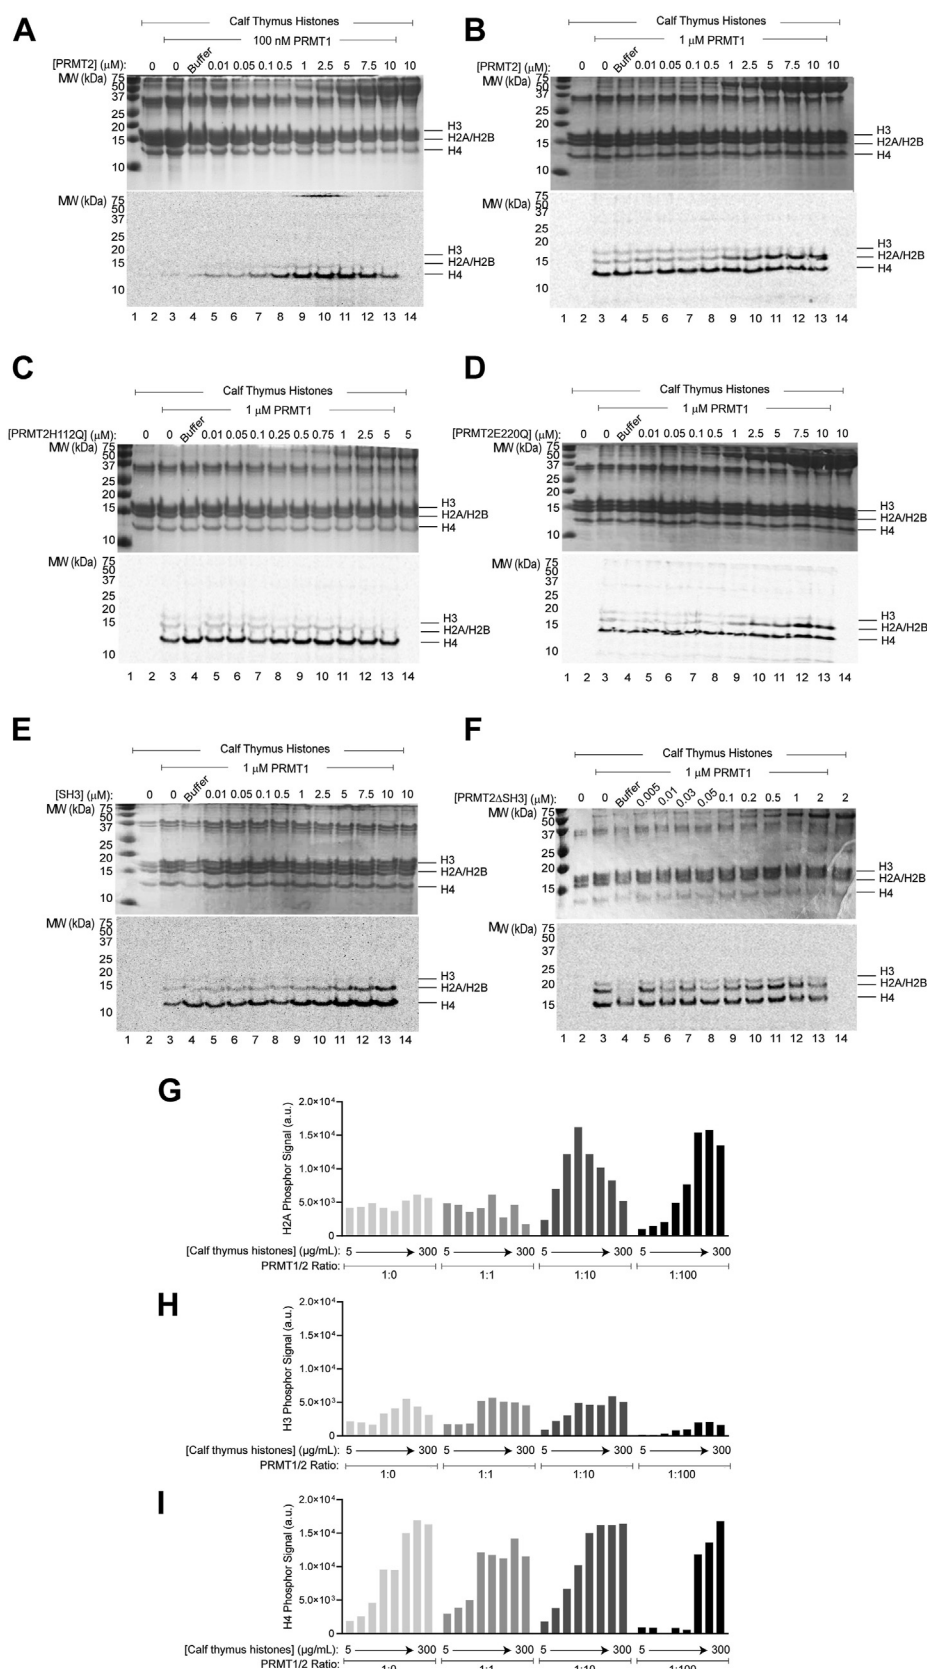 A
Calf Thymus Histones
100 nM PRMT1
[PRMT2] (μM): 0 0 Buffer 0.01 0.05 0.1 0.5 1 2.5 5 7.5 10 10
MW (kDa) 75
50
37
25
20
15
10
H3
H2A/H2B
H4
MW (kDa) 75
50
37
25
20
15
10
H3
H2A/H2B
H4
1 2 3 4 5 6 7 8 9 10 11 12 13 14
B
Calf Thymus Histones
1 μM PRMT1
[PRMT2] (μM): 0 0 Buffer 0.01 0.05 0.1 0.5 1 2.5 5 7.5 10 10
MW (kDa) 75
50
37
25
20
15
10
H3
H2A/H2B
H4
MW (kDa) 75
50
37
25
20
15
10
H3
H2A/H2B
H4
1 2 3 4 5 6 7 8 9 10 11 12 13 14
C
Calf Thymus Histones
1 μM PRMT1
[PRMT2H112Q] (μM): 0 0 Buffer 0.01 0.05 0.1 0.25 0.5 0.75 1 2.5 5 5
MW (kDa) 75
50
37
25
20
15
10
H3
H2A/H2B
H4
MW (kDa) 75
50
37
25
20
15
10
H3
H2A/H2B
H4
1 2 3 4 5 6 7 8 9 10 11 12 13 14
D
Calf Thymus Histones
1 μM PRMT1
[PRMT2E220Q] (μM): 0 0 Buffer 0.01 0.05 0.1 0.5 1 2.5 5 7.5 10 10
MW (kDa) 75
50
37
25
20
15
10
H3
H2A/H2B
H4
MW (kDa) 75
50
37
25
20
15
10
H3
H2A/H2B
H4
1 2 3 4 5 6 7 8 9 10 11 12 13 14
E
Calf Thymus Histones
1 μM PRMT1
[SH3] (μM): 0 0 Buffer 0.01 0.05 0.1 0.5 1 2.5 5 7.5 10 10
MW (kDa) 75
50
37
25
20
15
10
H3
H2A/H2B
H4
MW (kDa) 75
50
37
25
20
15
10
H3
H2A/H2B
H4
1 2 3 4 5 6 7 8 9 10 11 12 13 14
F
Calf Thymus Histones
1 μM PRMT1
[PRMT2ΔSH3] (μM): 0 0 Buffer 0.005 0.01 0.03 0.05 0.1 0.2 0.5 1 2 2
MW (kDa) 75
50
37
25
20
15
H3
H2A/H2B
H4
MW (kDa) 75
50
37
25
20
15
H3
H2A/H2B
H4
1 2 3 4 5 6 7 8 9 10 11 12 13 14
G
H2A Phosphor Signal (a.u.)
2.0×10⁴
1.5×10⁴
1.0×10⁴
5.0×10³
0
[Calf thymus histones] (μg/mL): 5 300 5 300 5 300 5 300
PRMT1/2 Ratio: 1:0 1:1 1:10 1:100
H
H3 Phosphor Signal (a.u.)
2.0×10⁴
1.5×10⁴
1.0×10⁴
5.0×10³
0
[Calf thymus histones] (μg/mL): 5 300 5 300 5 300 5 300
PRMT1/2 Ratio: 1:0 1:1 1:10 1:100
I
H4 Phosphor Signal (a.u.)
2.0×10⁴
1.5×10⁴
1.0×10⁴
5.0×10³
0
[Calf thymus histones] (μg/mL): 5 300 5 300 5 300 5 300
PRMT1/2 Ratio: 1:0 1:1 1:10 1:100